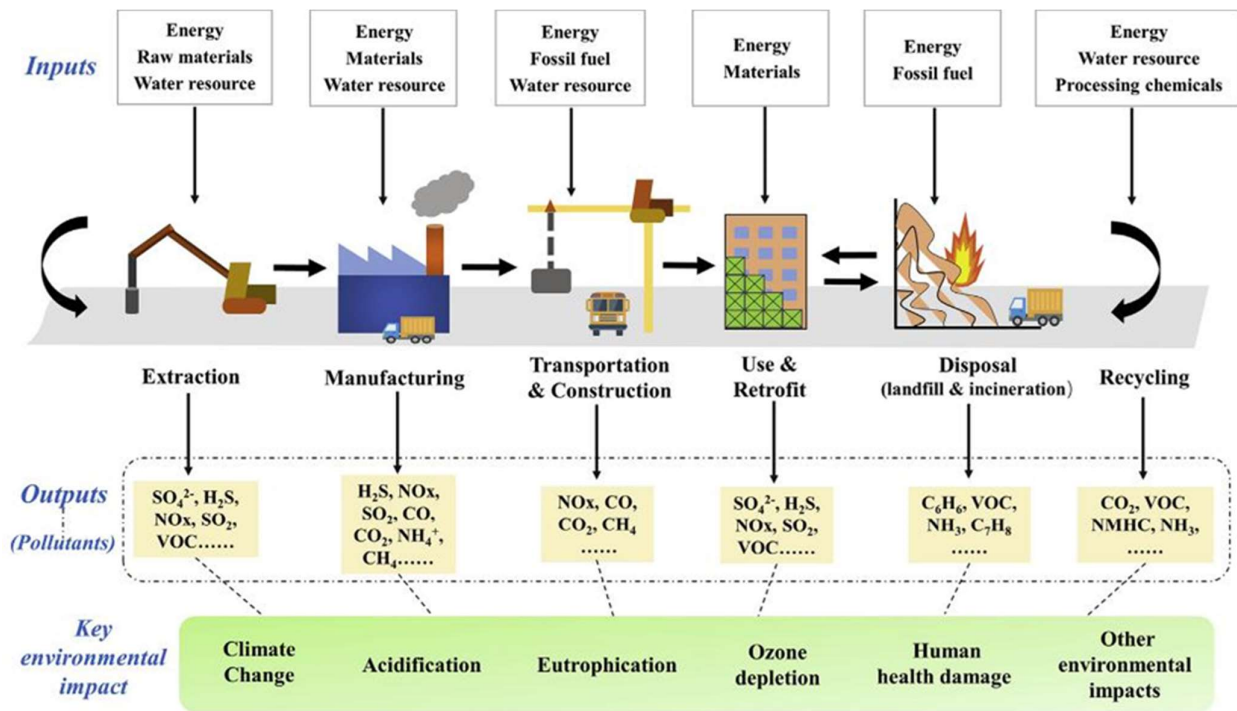 Inputs
Energy
Raw materials
Water resource
Energy
Materials
Water resource
Energy
Fossil fuel
Water resource
Energy
Materials
Energy
Fossil fuel
Energy
Water resource
Processing chemicals
Extraction
Manufacturing
Transportation
& Construction
Use &
Retrofit
Disposal
(landfill & incineration)
Recycling
Outputs
(Pollutants)
SO₄²⁻, H₂S,
NOx, SO₂,
VOC......
H₂S, NOx,
SO₂, CO,
CO₂, NH₄⁺,
CH₄......
NOx, CO,
CO₂, CH₄
......
SO₄²⁻, H₂S,
NOx, SO₂,
VOC......
C₆H₆, VOC,
NH₃, C₇H₈
......
CO₂, VOC,
NMHC, NH₃,
......
Key
environmental
impact
Climate
Change
Acidification
Eutrophication
Ozone
depletion
Human
health damage
Other
environmental
impacts